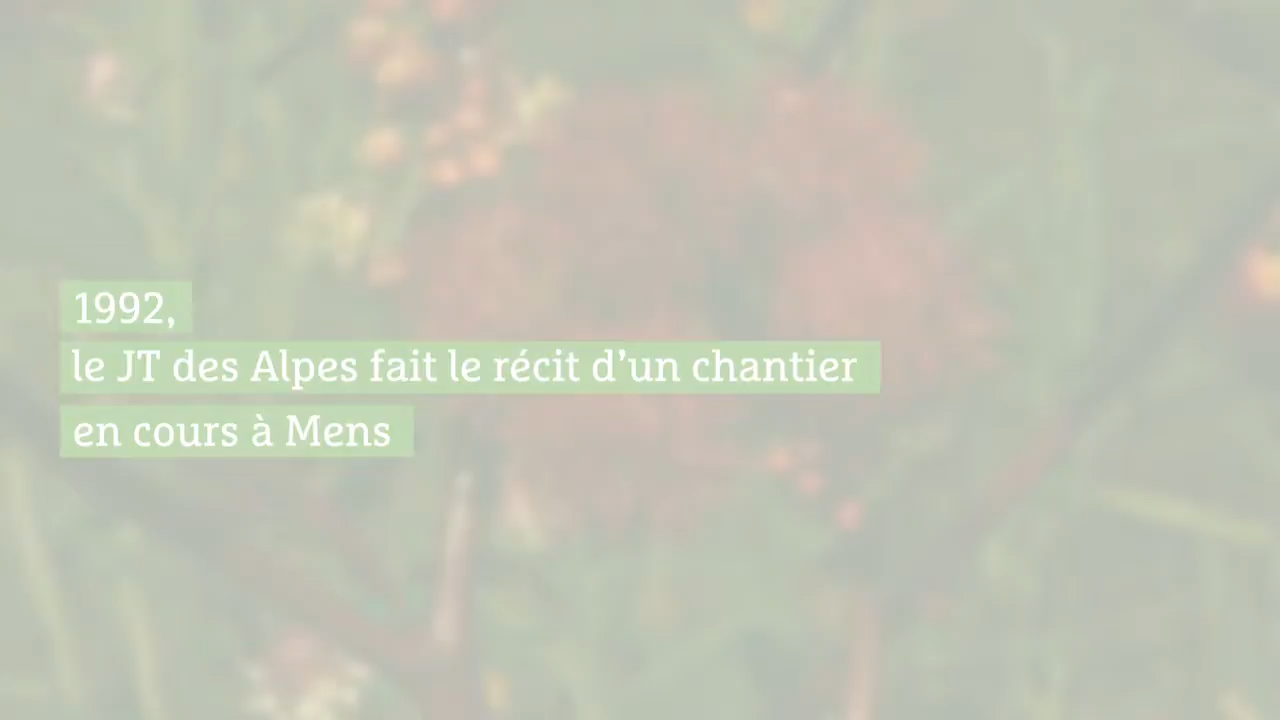 1992,
le JT des Alpes fait le récit d’un chantier
en cours à Mens